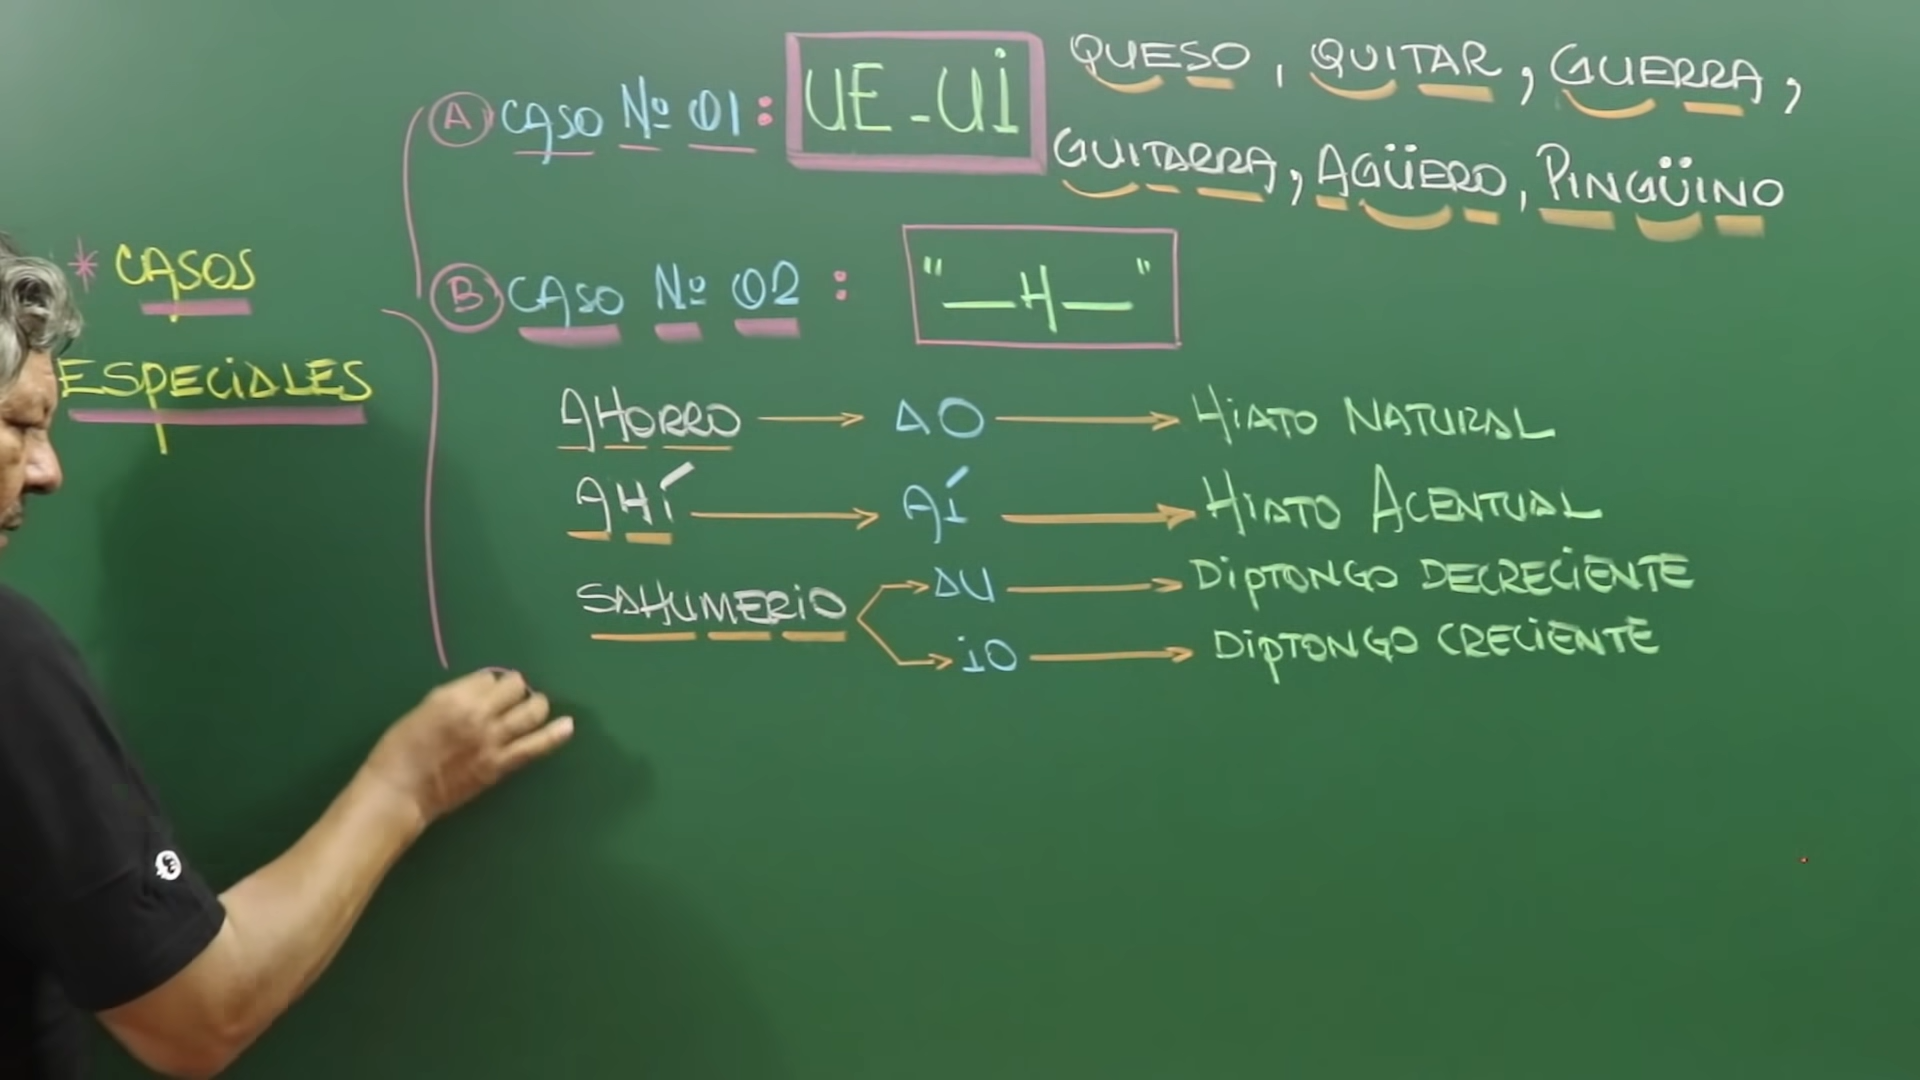 * CASOS
ESPECIALES
A CASO Nº 01 : UE - UI
QUESO, QUITAR, GUERRA,
GUITARRA, AGÜERO, PINGÜINO
B CASO Nº 02 : "__H__"
AHORRO → AO → HIATO NATURAL
AHÍ → AÍ → HIATO ACENTUAL
SAHUMERIO → AU → DIPTONGO DECRECIENTE
→ IO → DIPTONGO CRECIENTE